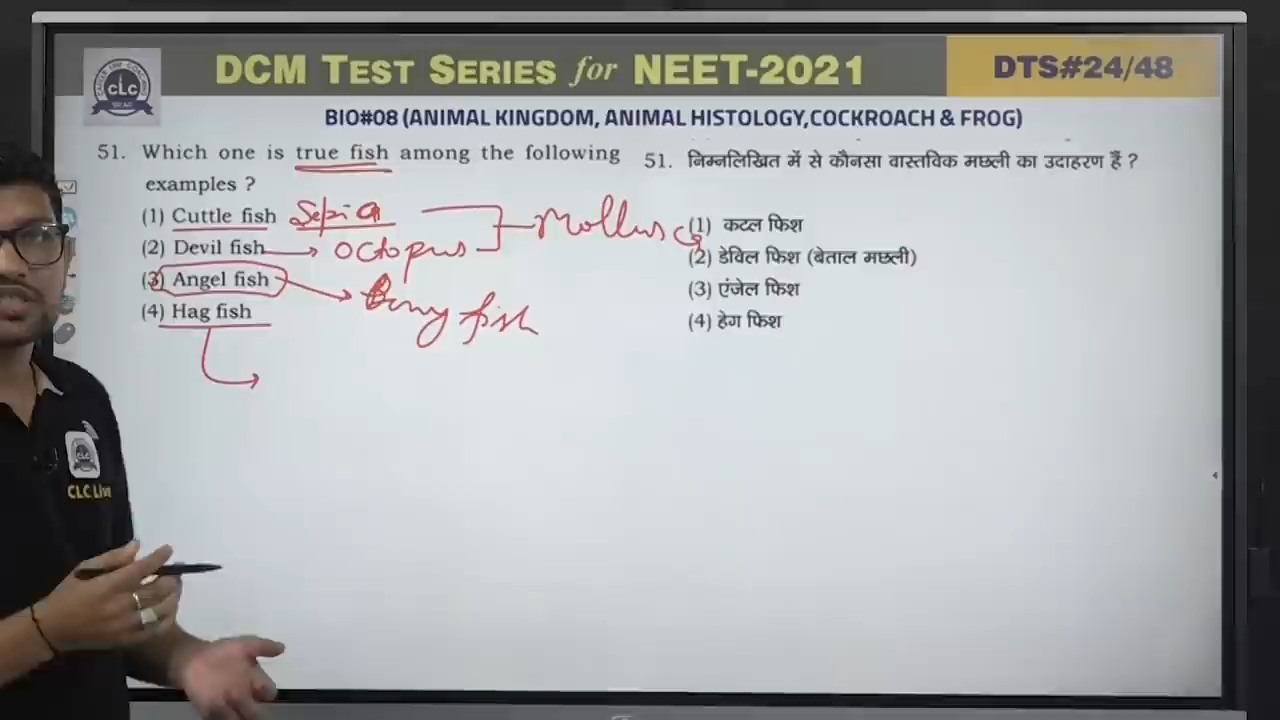 DCM TEST SERIES for NEET-2021
DTS#24/48
CLC
BIO#08 (ANIMAL KINGDOM, ANIMAL HISTOLOGY,COCKROACH & FROG)
51. Which one is true fish among the following
examples ?
(1) Cuttle fish Sepia
(2) Devil fish → Octopus
Mollusca
(3) Angel fish → Bony fish
(4) Hag fish
51. निम्नलिखित में से कौनसा वास्तविक मछली का उदाहरण हैं ?
(1) कटल फिश
(2) डेविल फिश (बेताल मछली)
(3) एंजेल फिश
(4) हेग फिश
CLC
CLC Live